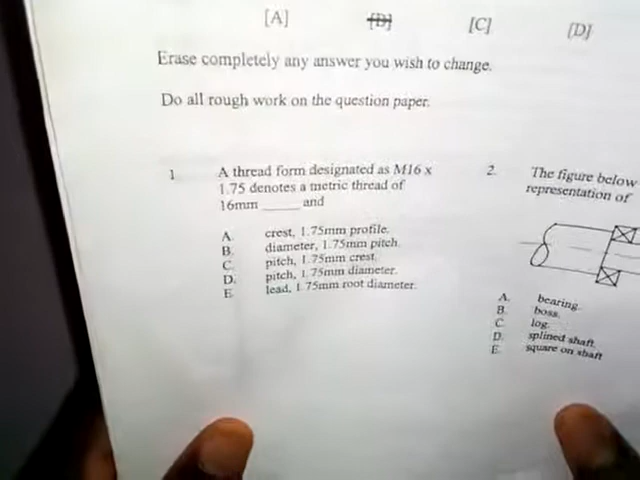 [A] [B] [C] [D]
Erase completely any answer you wish to change.
Do all rough work on the question paper.
1 A thread form designated as M16 x
1.75 denotes a metric thread of
16mm ______ and
A. crest, 1.75mm profile.
B. diameter, 1.75mm pitch.
C. pitch, 1.75mm crest.
D. pitch, 1.75mm diameter.
E. lead, 1.75mm root diameter.
2. The figure below
representation of
A. bearing.
B. boss.
C. log.
D. splined shaft.
E. square on shaft